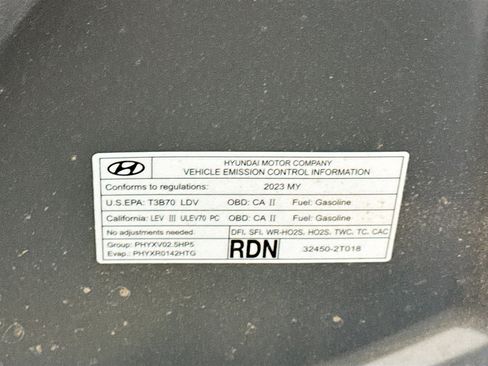 HYUNDAI MOTOR COMPANY
VEHICLE EMISSION CONTROL INFORMATION
Conforms to regulations: 2023 MY
U.S.EPA: T3B70 LDV OBD: CA II Fuel: Gasoline
California: LEV III ULEV70 PC OBD: CA II Fuel: Gasoline
No adjustments needed. DFI, SFI, WR-HO2S, HO2S, TWC, TC, CAC
Group: PHYXV02.5HP5
Evap.: PHYXR0142HTG
RDN 32450-2T018